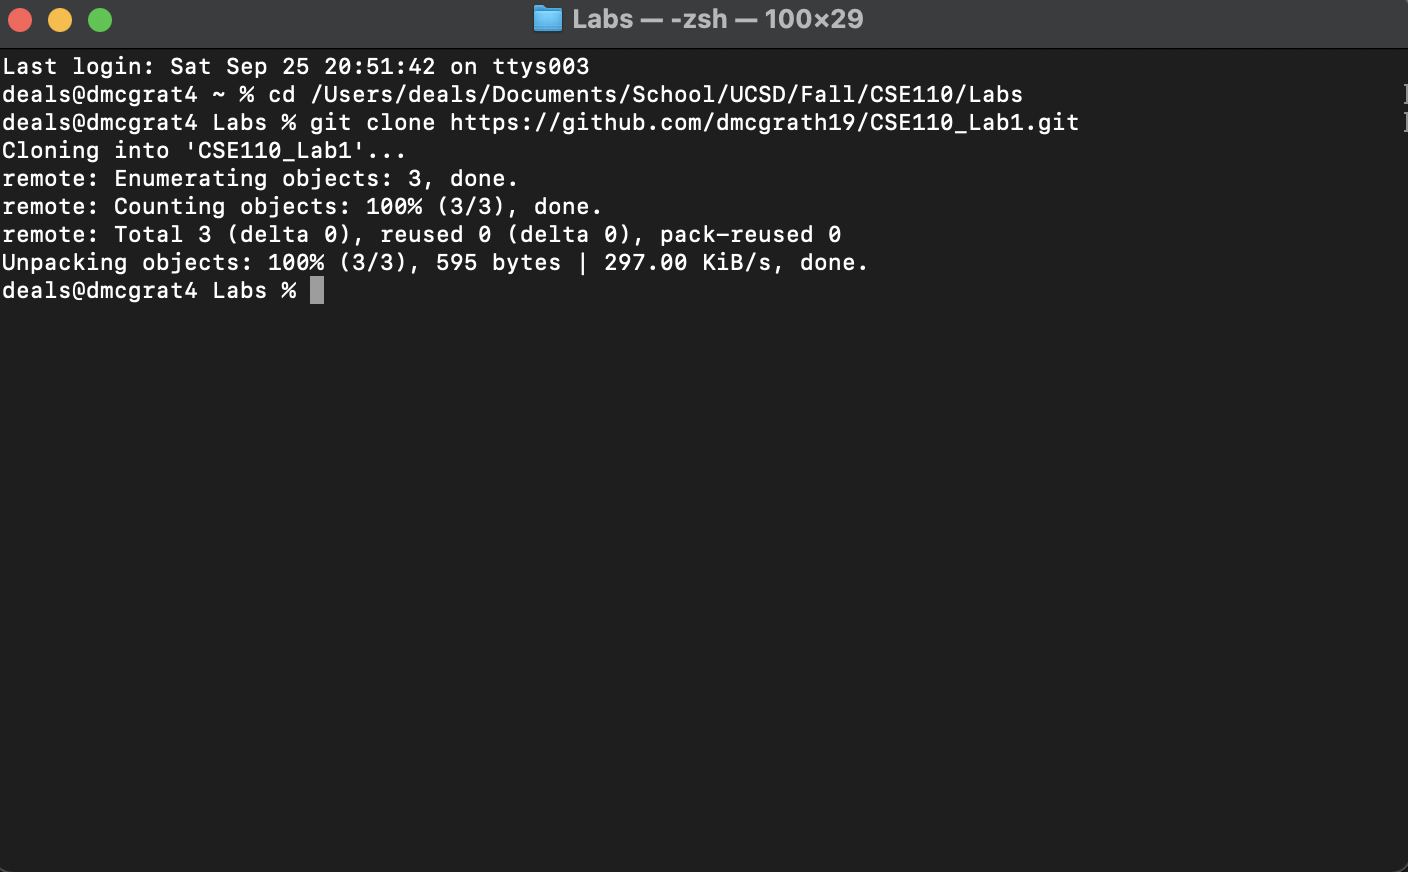 Labs — -zsh — 100×29
Last login: Sat Sep 25 20:51:42 on ttys003
deals@dmcgrat4 ~ % cd /Users/deals/Documents/School/UCSD/Fall/CSE110/Labs
deals@dmcgrat4 Labs % git clone https://github.com/dmcgrath19/CSE110_Lab1.git
Cloning into 'CSE110_Lab1'...
remote: Enumerating objects: 3, done.
remote: Counting objects: 100% (3/3), done.
remote: Total 3 (delta 0), reused 0 (delta 0), pack-reused 0
Unpacking objects: 100% (3/3), 595 bytes | 297.00 KiB/s, done.
deals@dmcgrat4 Labs %